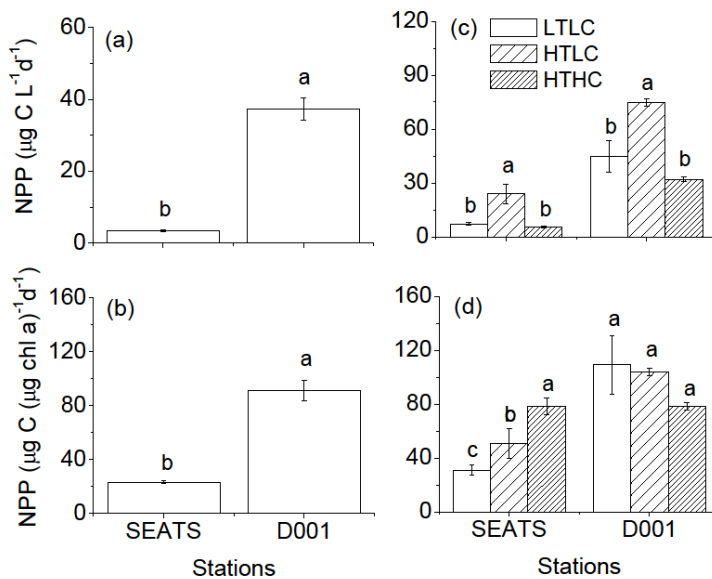 (a)
NPP (µg C L⁻¹d⁻¹)
60
40
20
0
b
a
(c)
LTLC
HTLC
HTHC
120
90
60
30
0
b
a
b
b
a
b
(b)
NPP (µg C (µg chl a)⁻¹d⁻¹)
160
120
80
40
0
b
a
SEATS
D001
Stations
(d)
160
120
80
40
0
c
b
a
a
a
a
SEATS
D001
Stations